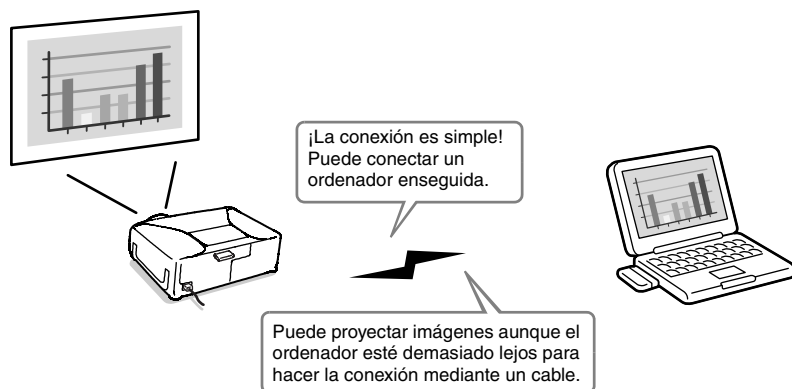 ¡La conexión es simple!
Puede conectar un
ordenador enseguida.
Puede proyectar imágenes aunque el
ordenador esté demasiado lejos para
hacer la conexión mediante un cable.